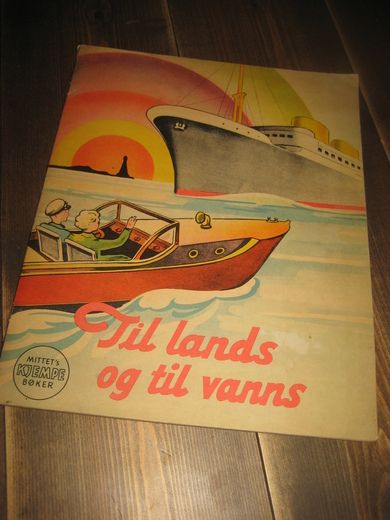 Til lands
og til vanns
MITTET'S
KJEMPE
BØKER